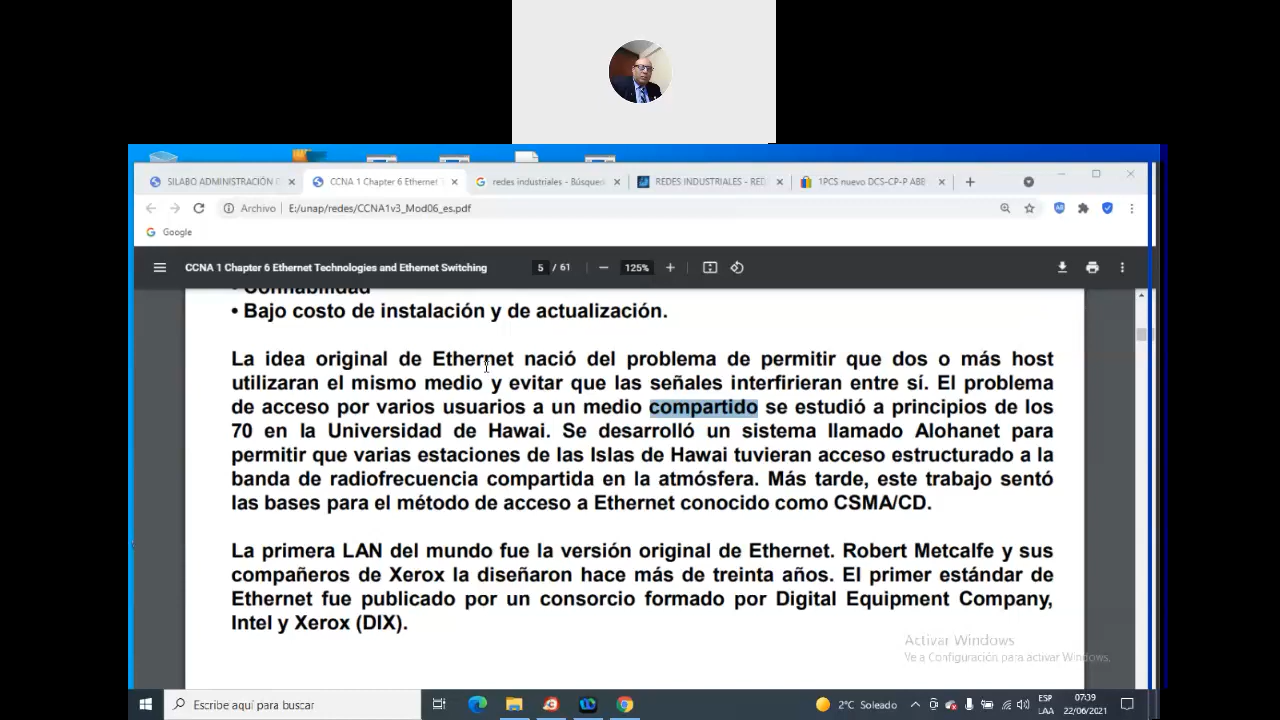 SILABO ADMINISTRACIÓN
CCNA 1 Chapter 6 Ethernet
redes industriales - Búsque
REDES INDUSTRIALES - RED
1PCS nuevo DCS-CP-P ABB
Archivo
E:/unap/redes/CCNA1v3_Mod06_es.pdf
Google
CCNA 1 Chapter 6 Ethernet Technologies and Ethernet Switching
5 / 61
125%
• Confiabilidad
• Bajo costo de instalación y de actualización.
La idea original de Ethernet nació del problema de permitir que dos o más host
utilizaran el mismo medio y evitar que las señales interfirieran entre sí. El problema
de acceso por varios usuarios a un medio compartido se estudió a principios de los
70 en la Universidad de Hawai. Se desarrolló un sistema llamado Alohanet para
permitir que varias estaciones de las Islas de Hawai tuvieran acceso estructurado a la
banda de radiofrecuencia compartida en la atmósfera. Más tarde, este trabajo sentó
las bases para el método de acceso a Ethernet conocido como CSMA/CD.
La primera LAN del mundo fue la versión original de Ethernet. Robert Metcalfe y sus
compañeros de Xerox la diseñaron hace más de treinta años. El primer estándar de
Ethernet fue publicado por un consorcio formado por Digital Equipment Company,
Intel y Xerox (DIX).
Activar Windows
Ve a Configuración para activar Windows.
Escribe aquí para buscar
2°C Soleado
ESP
LAA
07:39
22/06/2021